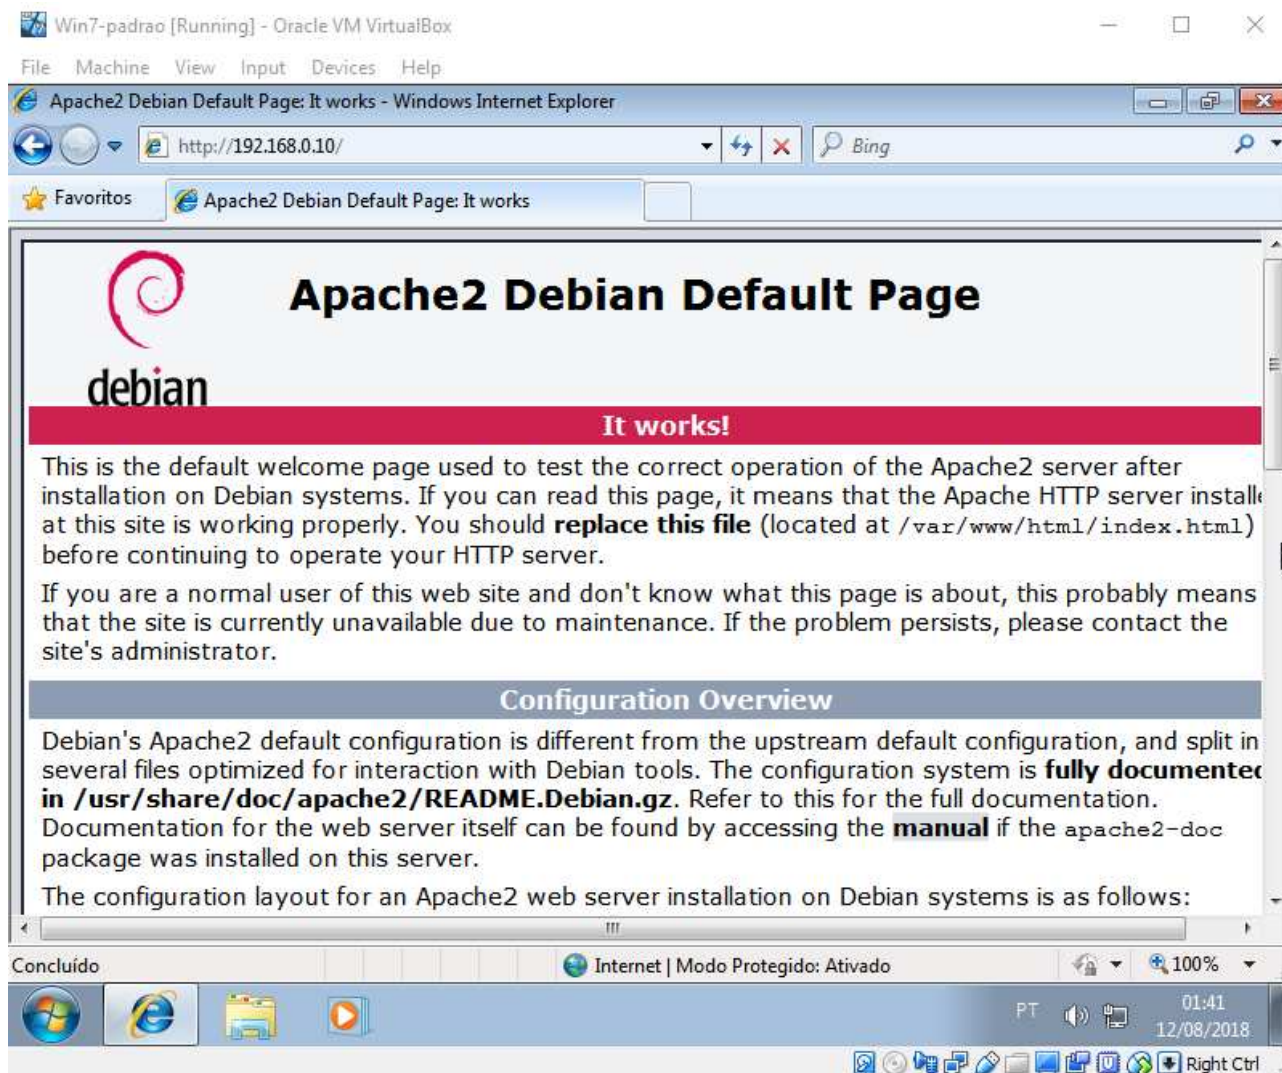 Win7-padrao [Running] - Oracle VM VirtualBox
File Machine View Input Devices Help
Apache2 Debian Default Page: It works - Windows Internet Explorer
http://192.168.0.10/
Bing
Favoritos
Apache2 Debian Default Page: It works
debian
Apache2 Debian Default Page
It works!
This is the default welcome page used to test the correct operation of the Apache2 server after
installation on Debian systems. If you can read this page, it means that the Apache HTTP server installe
at this site is working properly. You should replace this file (located at /var/www/html/index.html)
before continuing to operate your HTTP server.
If you are a normal user of this web site and don't know what this page is about, this probably means
that the site is currently unavailable due to maintenance. If the problem persists, please contact the
site's administrator.
Configuration Overview
Debian's Apache2 default configuration is different from the upstream default configuration, and split in
several files optimized for interaction with Debian tools. The configuration system is fully documented
in /usr/share/doc/apache2/README.Debian.gz. Refer to this for the full documentation.
Documentation for the web server itself can be found by accessing the manual if the apache2-doc
package was installed on this server.
The configuration layout for an Apache2 web server installation on Debian systems is as follows:
Concluído
Internet | Modo Protegido: Ativado
100%
PT
01:41
12/08/2018
Right Ctrl